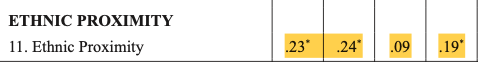 ETHNIC PROXIMITY
11. Ethnic Proximity .23* .24* .09 .19*